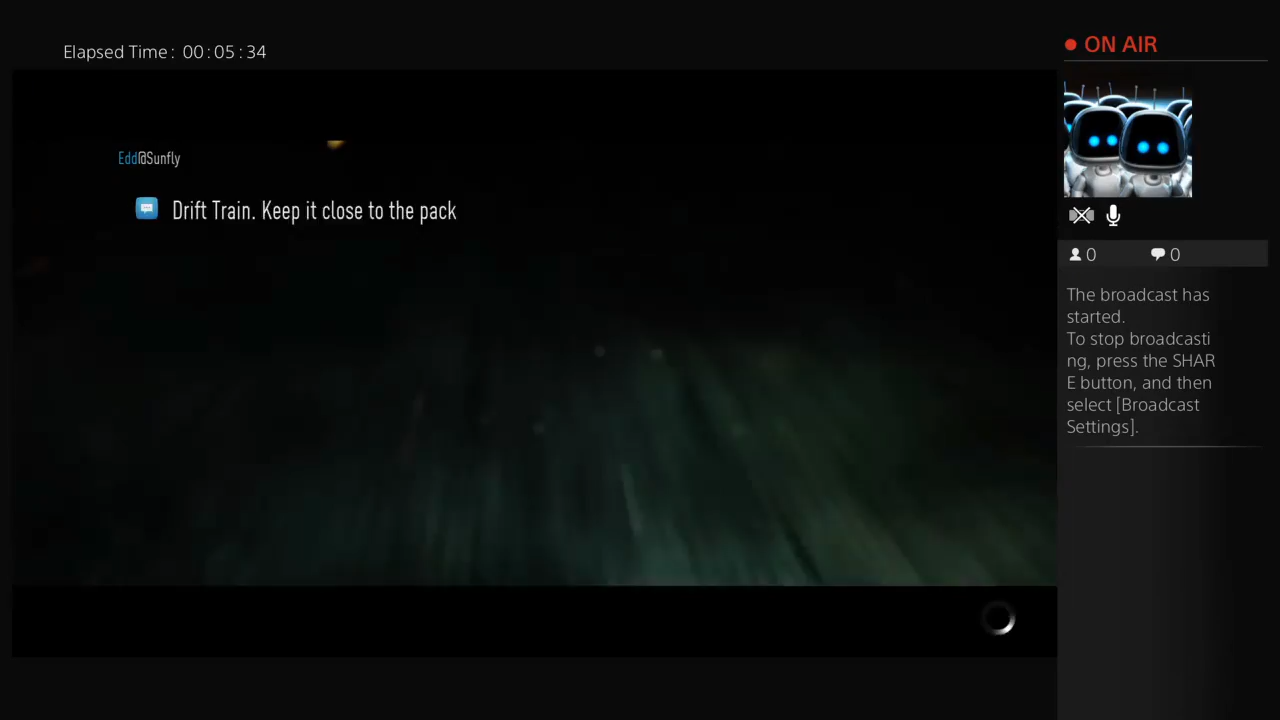 Elapsed Time: 00:05:34
ON AIR
Edd@Sunfly
Drift Train. Keep it close to the pack
0 0
The broadcast has
started.
To stop broadcasti
ng, press the SHAR
E button, and then
select [Broadcast
Settings].